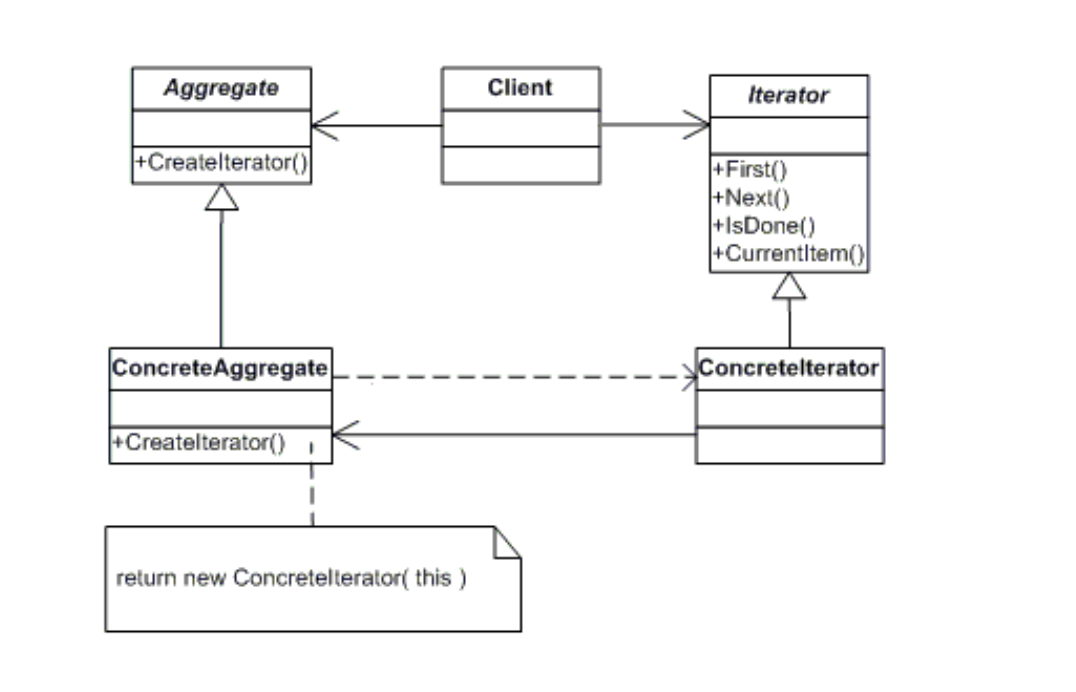 Aggregate
+CreateIterator()
Client
Iterator
+First()
+Next()
+IsDone()
+CurrentItem()
ConcreteAggregate
+CreateIterator()
ConcreteIterator
return new ConcreteIterator( this )